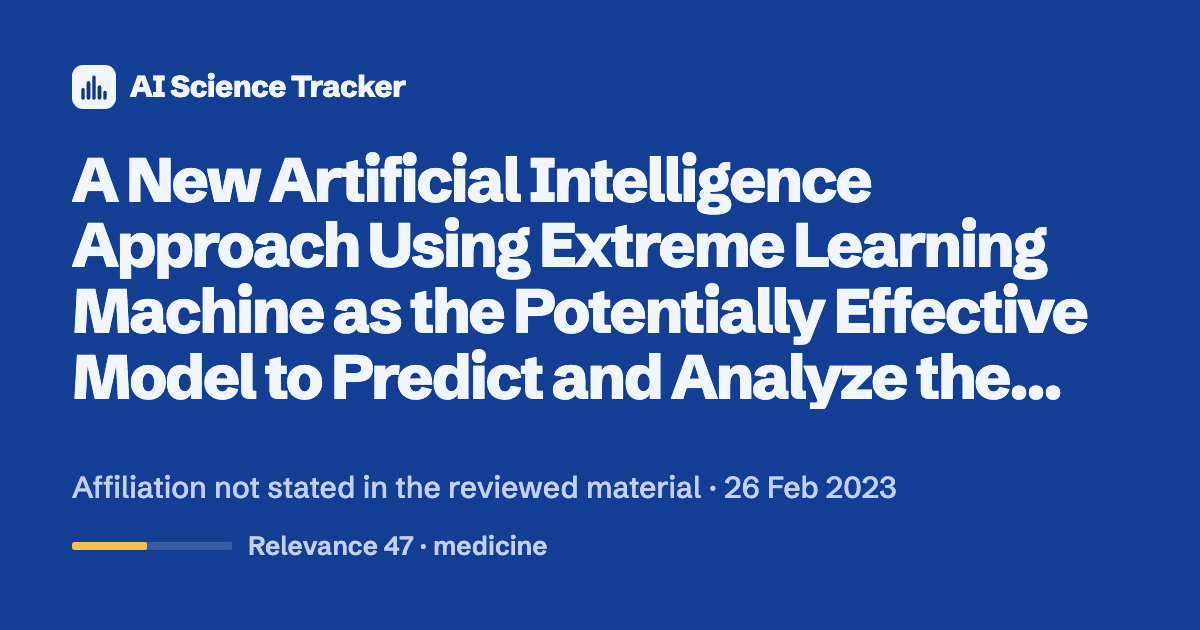 AI Science Tracker
A New Artificial Intelligence
Approach Using Extreme Learning
Machine as the Potentially Effective
Model to Predict and Analyze the...
Affiliation not stated in the reviewed material · 26 Feb 2023
Relevance 47 · medicine